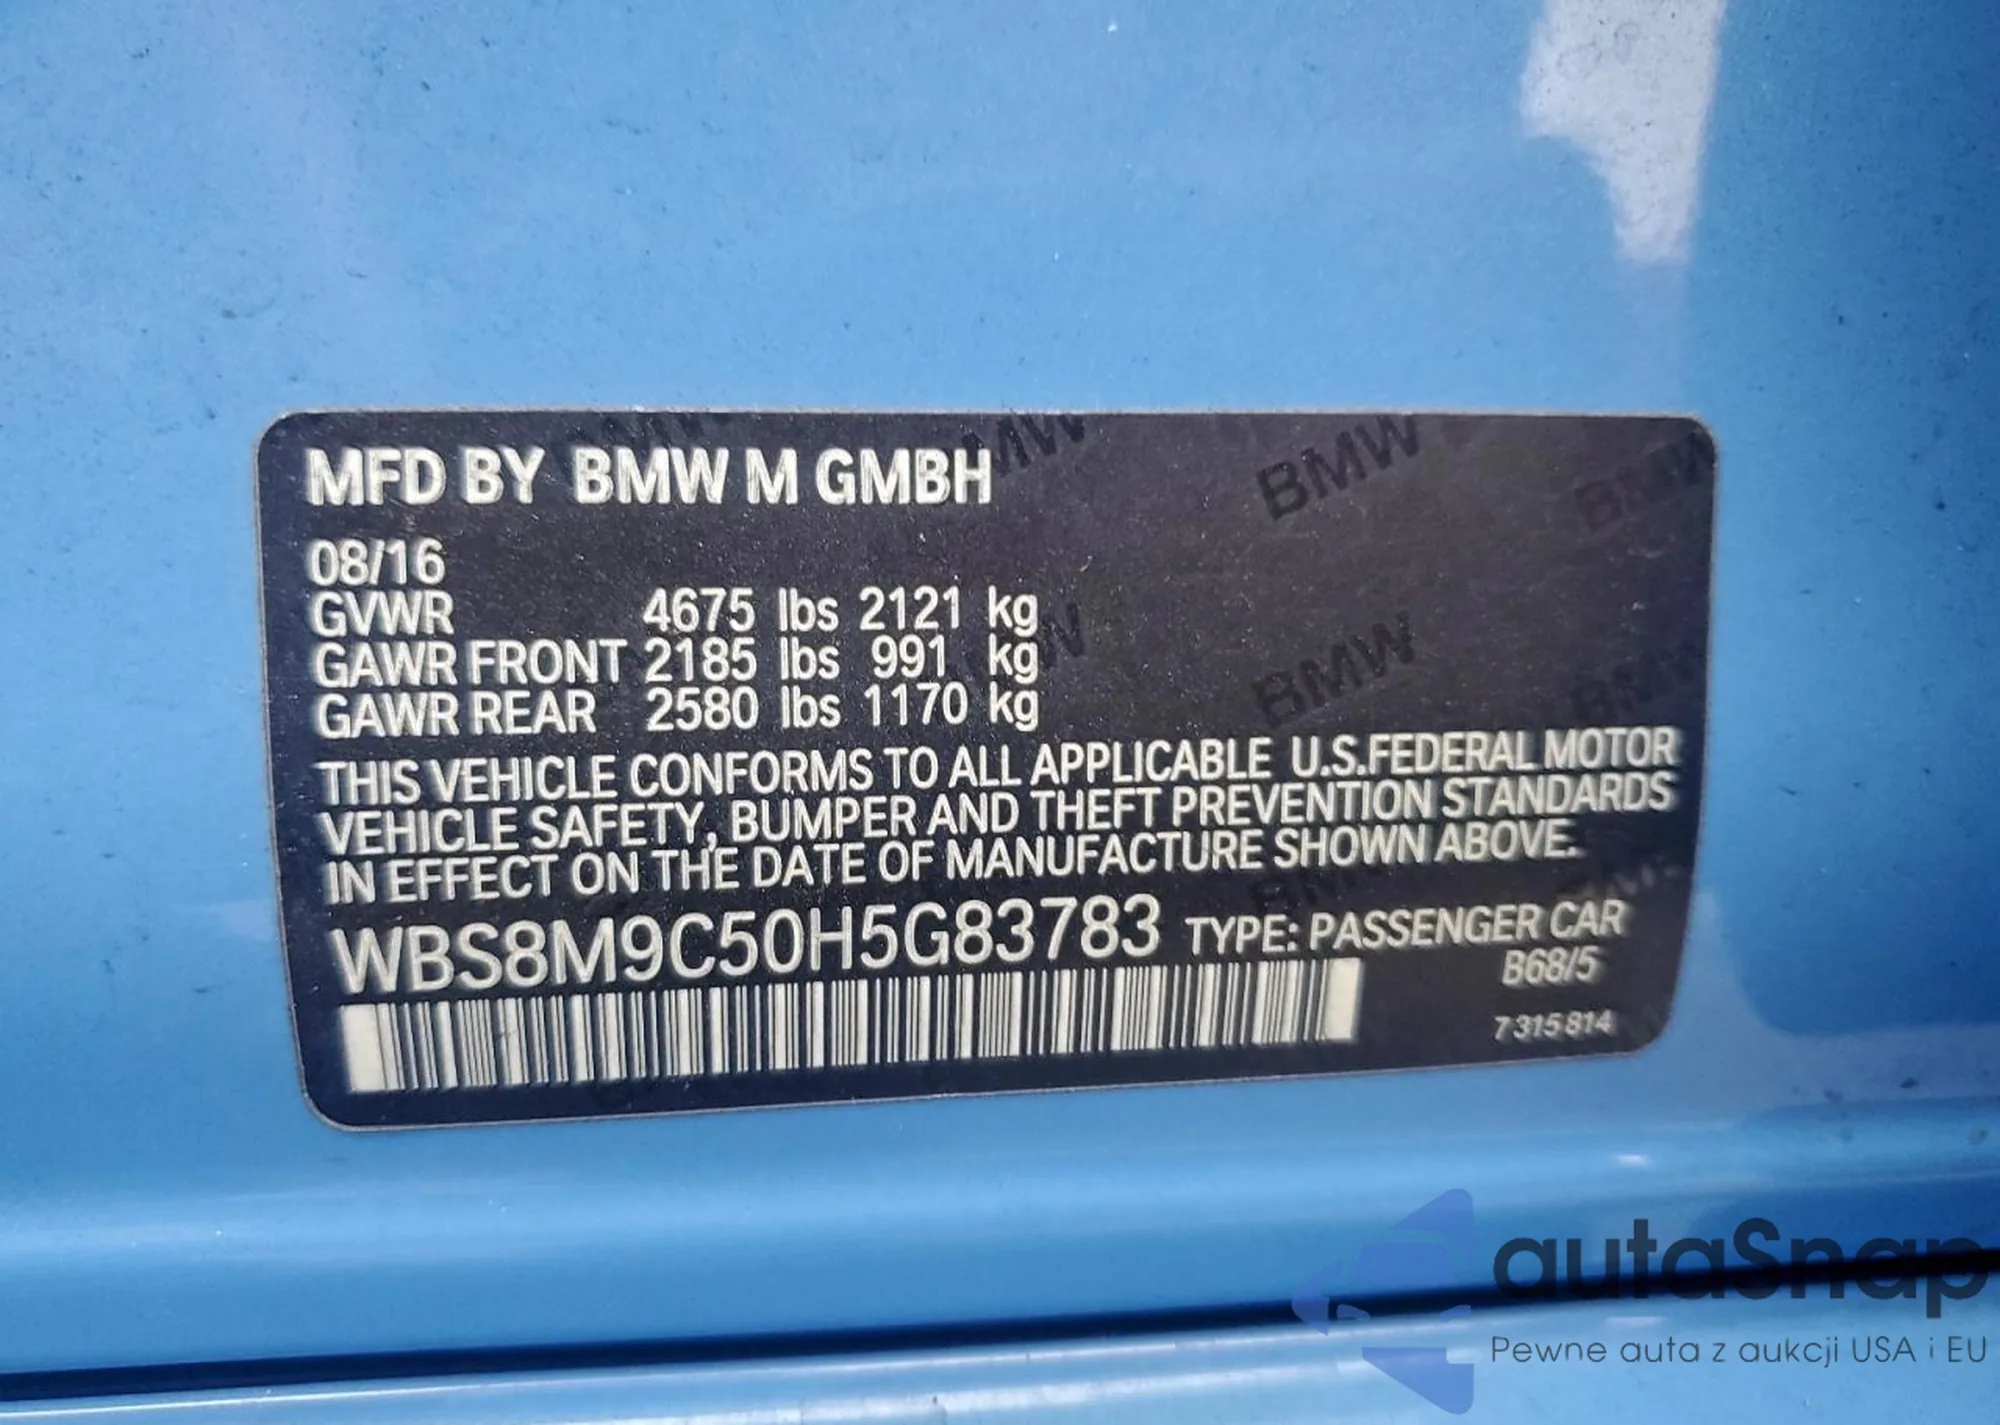 MFD BY BMW M GMBH
08/16
GVWR 4675 lbs 2121 kg
GAWR FRONT 2185 lbs 991 kg
GAWR REAR 2580 lbs 1170 kg
THIS VEHICLE CONFORMS TO ALL APPLICABLE U.S.FEDERAL MOTOR
VEHICLE SAFETY, BUMPER AND THEFT PREVENTION STANDARDS
IN EFFECT ON THE DATE OF MANUFACTURE SHOWN ABOVE.
WBS8M9C50H5G83783 TYPE: PASSENGER CAR
B68/5
7 315 814
autaSnap
Pewne auta z aukcji USA i EU